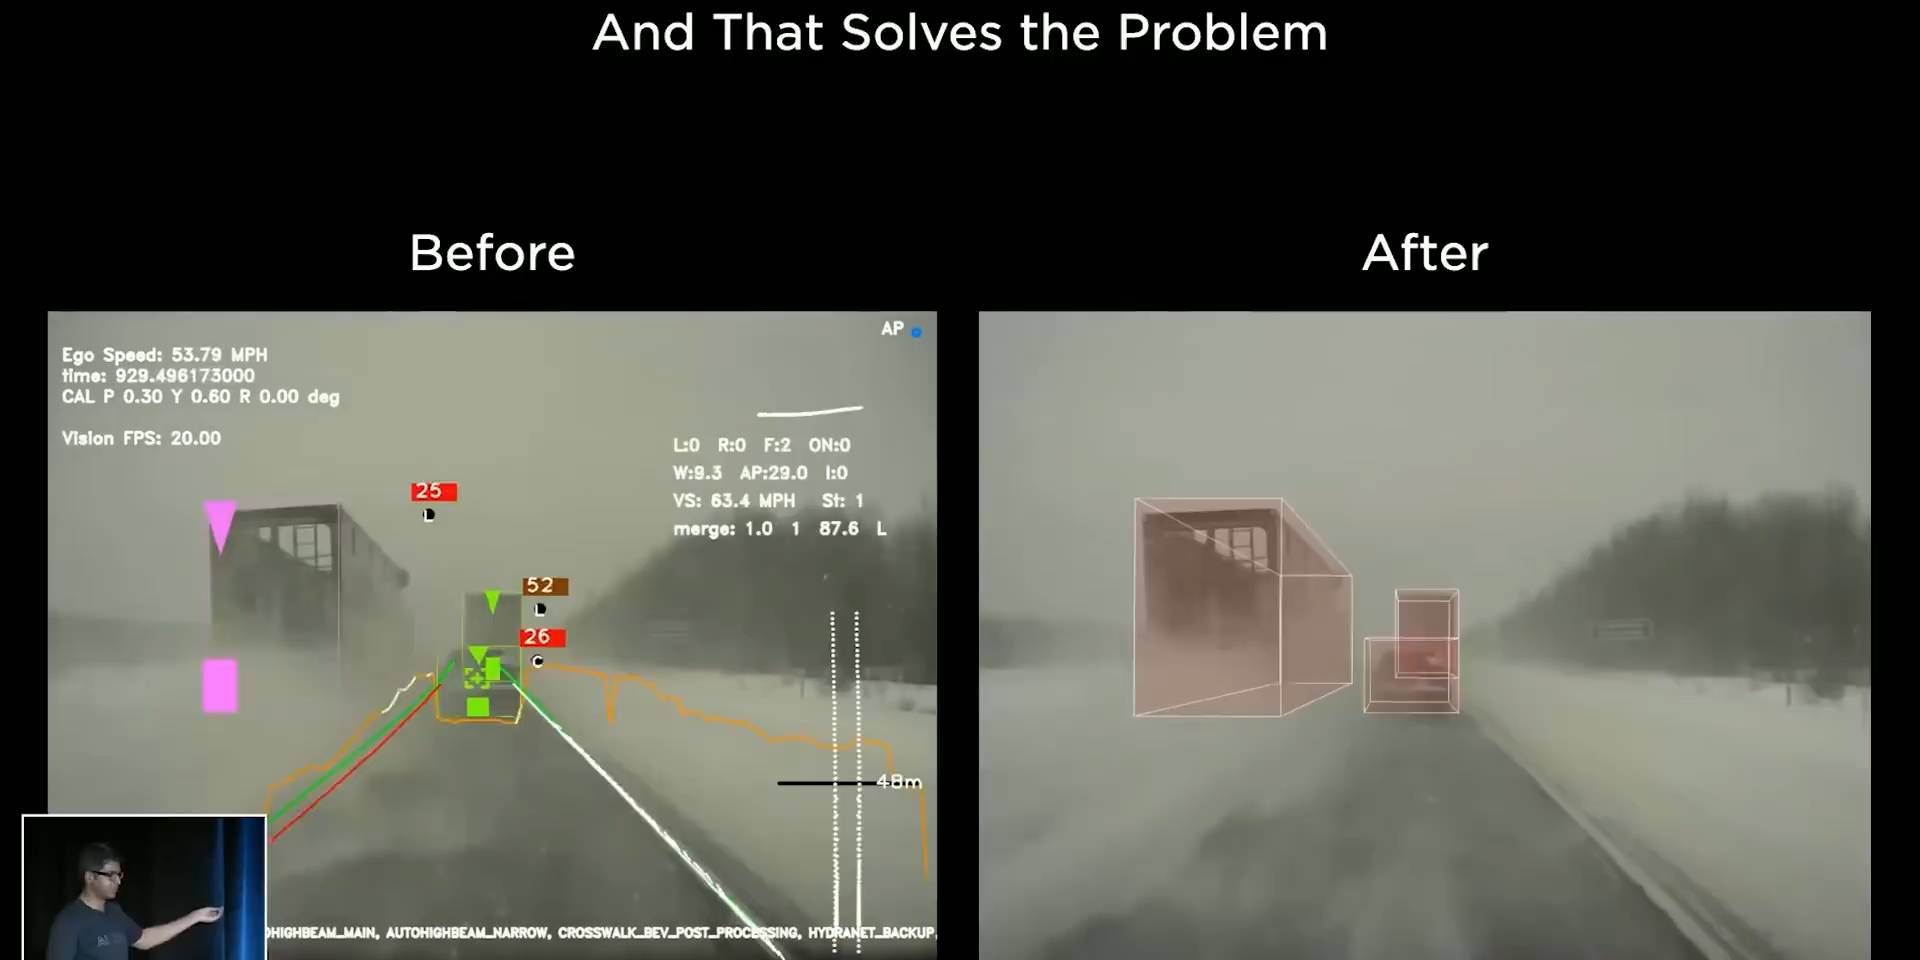 And That Solves the Problem
Before
After
AP
Ego Speed: 53.79 MPH
time: 929.496173000
CAL P 0.30 Y 0.60 R 0.00 deg
Vision FPS: 20.00
L:0 R:0 F:2 ON:0
W:9.3 AP:29.0 I:0
VS: 63.4 MPH St: 1
merge: 1.0 1 87.6 L
25
L
52
L
26
C
48m
OHIGHBEAM_MAIN, AUTOHIGHBEAM_NARROW, CROSSWALK_BEV_POST_PROCESSING, HYDRANET_BACKUP,